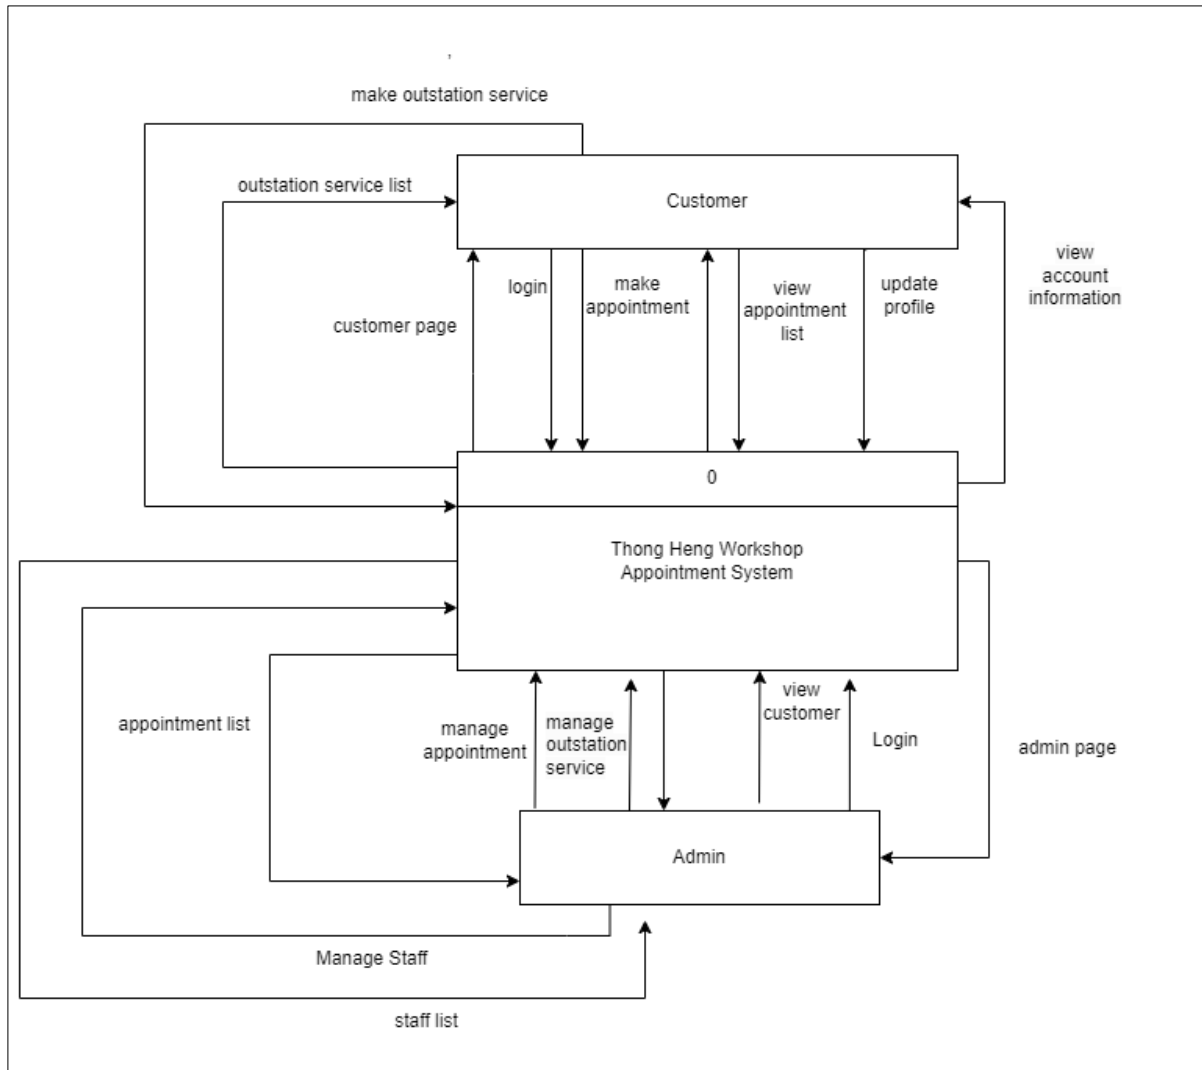 ,
make outstation service
outstation service list
Customer
customer page
login
make
appointment
view
appointment
list
update
profile
view
account
information
0
Thong Heng Workshop
Appointment System
appointment list
manage
appointment
manage
outstation
service
view
customer
Login
admin page
Admin
Manage Staff
staff list